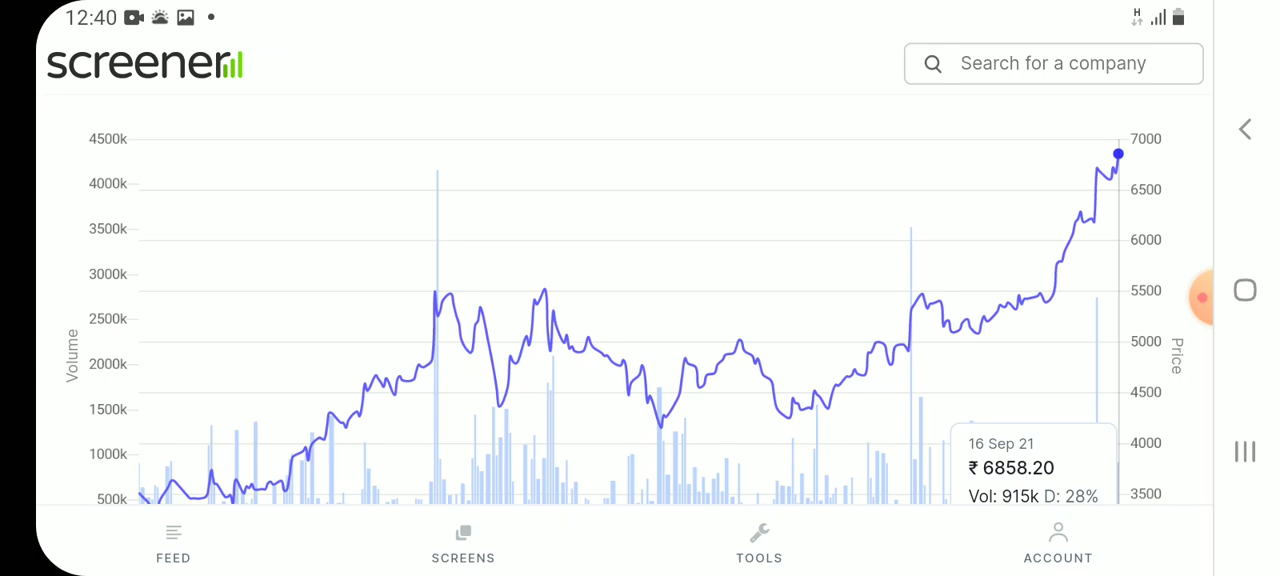 12:40
H
screener
Search for a company
4500k
4000k
3500k
3000k
2500k
2000k
1500k
1000k
500k
Volume
7000
6500
6000
5500
5000
4500
4000
3500
Price
16 Sep 21
₹ 6858.20
Vol: 915k D: 28%
FEED
SCREENS
TOOLS
ACCOUNT